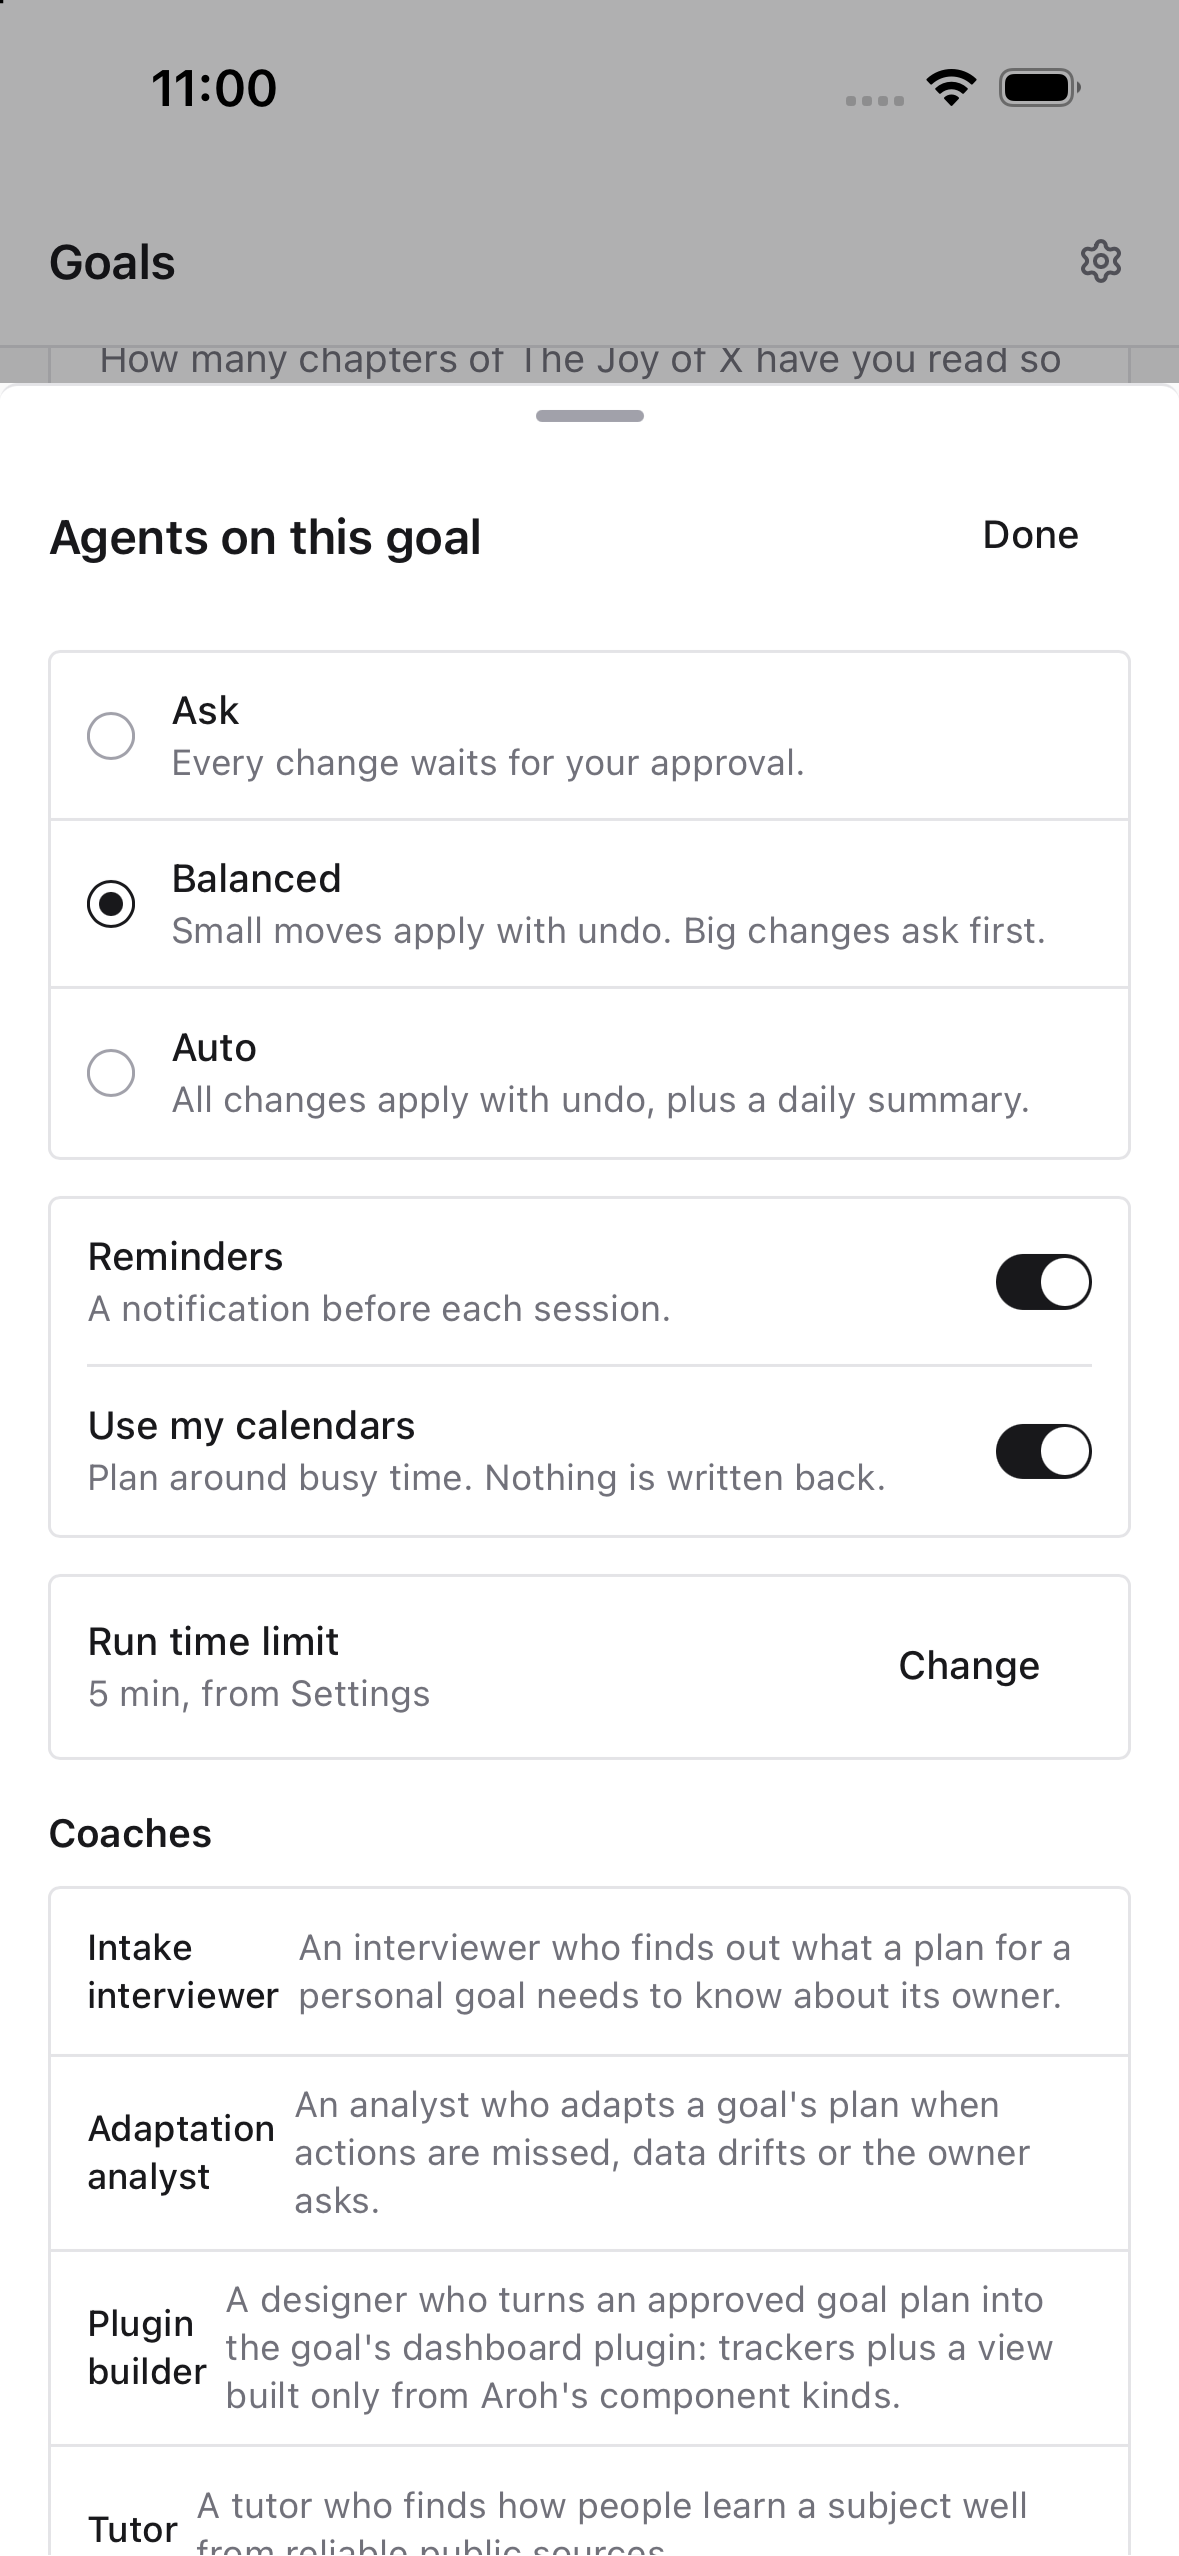 11:00
Goals
How many chapters of The Joy of X have you read so
Agents on this goal
Done
Ask
Every change waits for your approval.
Balanced
Small moves apply with undo. Big changes ask first.
Auto
All changes apply with undo, plus a daily summary.
Reminders
A notification before each session.
Use my calendars
Plan around busy time. Nothing is written back.
Run time limit
5 min, from Settings
Change
Coaches
Intake interviewer
An interviewer who finds out what a plan for a
personal goal needs to know about its owner.
Adaptation analyst
An analyst who adapts a goal's plan when
actions are missed, data drifts or the owner
asks.
Plugin builder
A designer who turns an approved goal plan into
the goal's dashboard plugin: trackers plus a view
built only from Aroh's component kinds.
Tutor
A tutor who finds how people learn a subject well
from reliable public sources